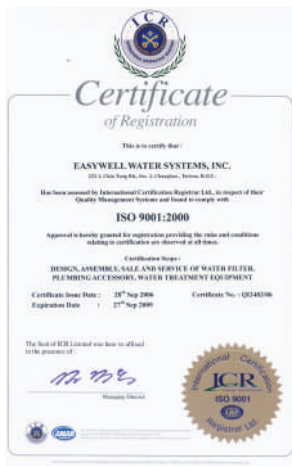 ICR
Certificate
of Registration
This is to certify that :
EASYWELL WATER SYSTEMS, INC.
Has been assessed by International Certification Registrar Ltd., in respect of their
Quality Management Systems and found to comply with
ISO 9001:2000
Approval is hereby granted for registration providing the rules and conditions
relating to certification are observed at all times.
Certification Scope :
DESIGN, ASSEMBLY, SALE AND SERVICE OF WATER FILTER,
PLUMBING ACCESSORY, WATER TREATMENT EQUIPMENT
Certificate Issue Date : 28th Sep 2006 Certificate No. :
Expiration Date : 27th Sep 2009
The Seal of ICR Limited was here to affixed
in the presence of :
Managing Director
International Certification
ICR
ISO 9001
Registrar Ltd